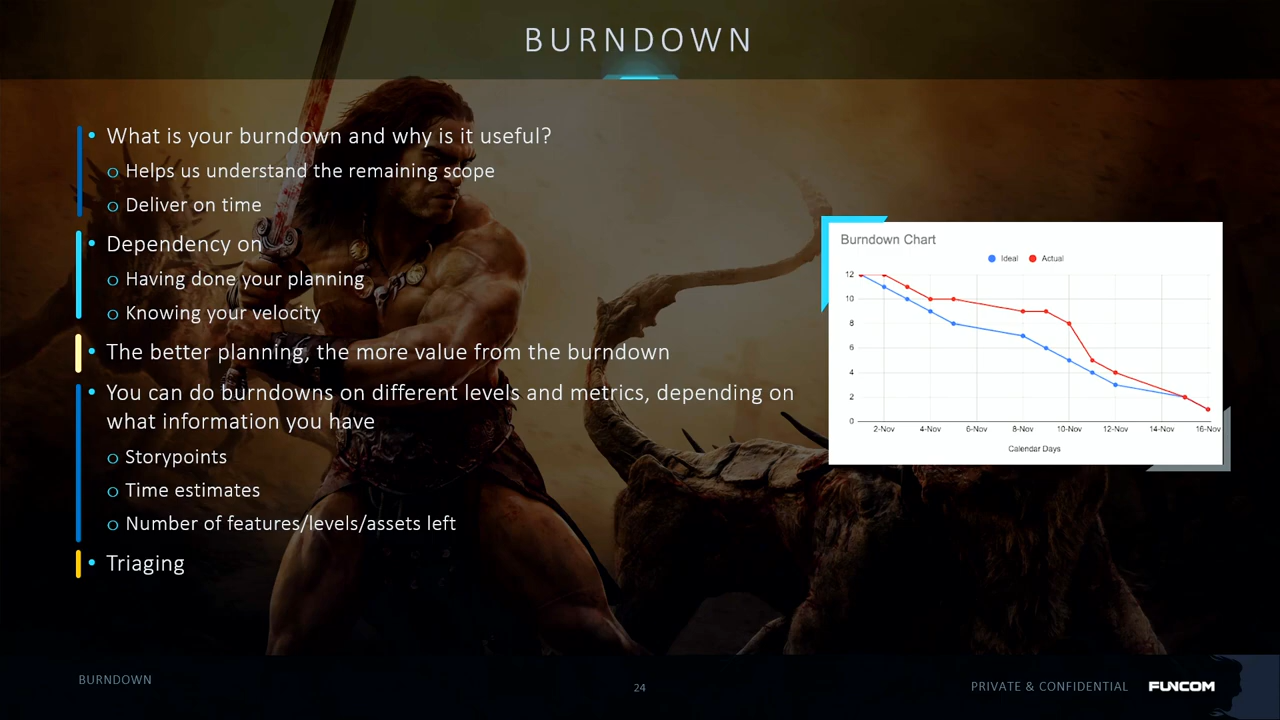 BURNDOWN
What is your burndown and why is it useful?
Helps us understand the remaining scope
Deliver on time
Dependency on
Having done your planning
Knowing your velocity
The better planning, the more value from the burndown
You can do burndowns on different levels and metrics, depending on
what information you have
Storypoints
Time estimates
Number of features/levels/assets left
Triaging
Burndown Chart
Ideal Actual
12
10
8
6
4
2
0
2-Nov 4-Nov 6-Nov 8-Nov 10-Nov 12-Nov 14-Nov 16-Nov
Calendar Days
BURNDOWN
24
PRIVATE & CONFIDENTIAL FUNCOM